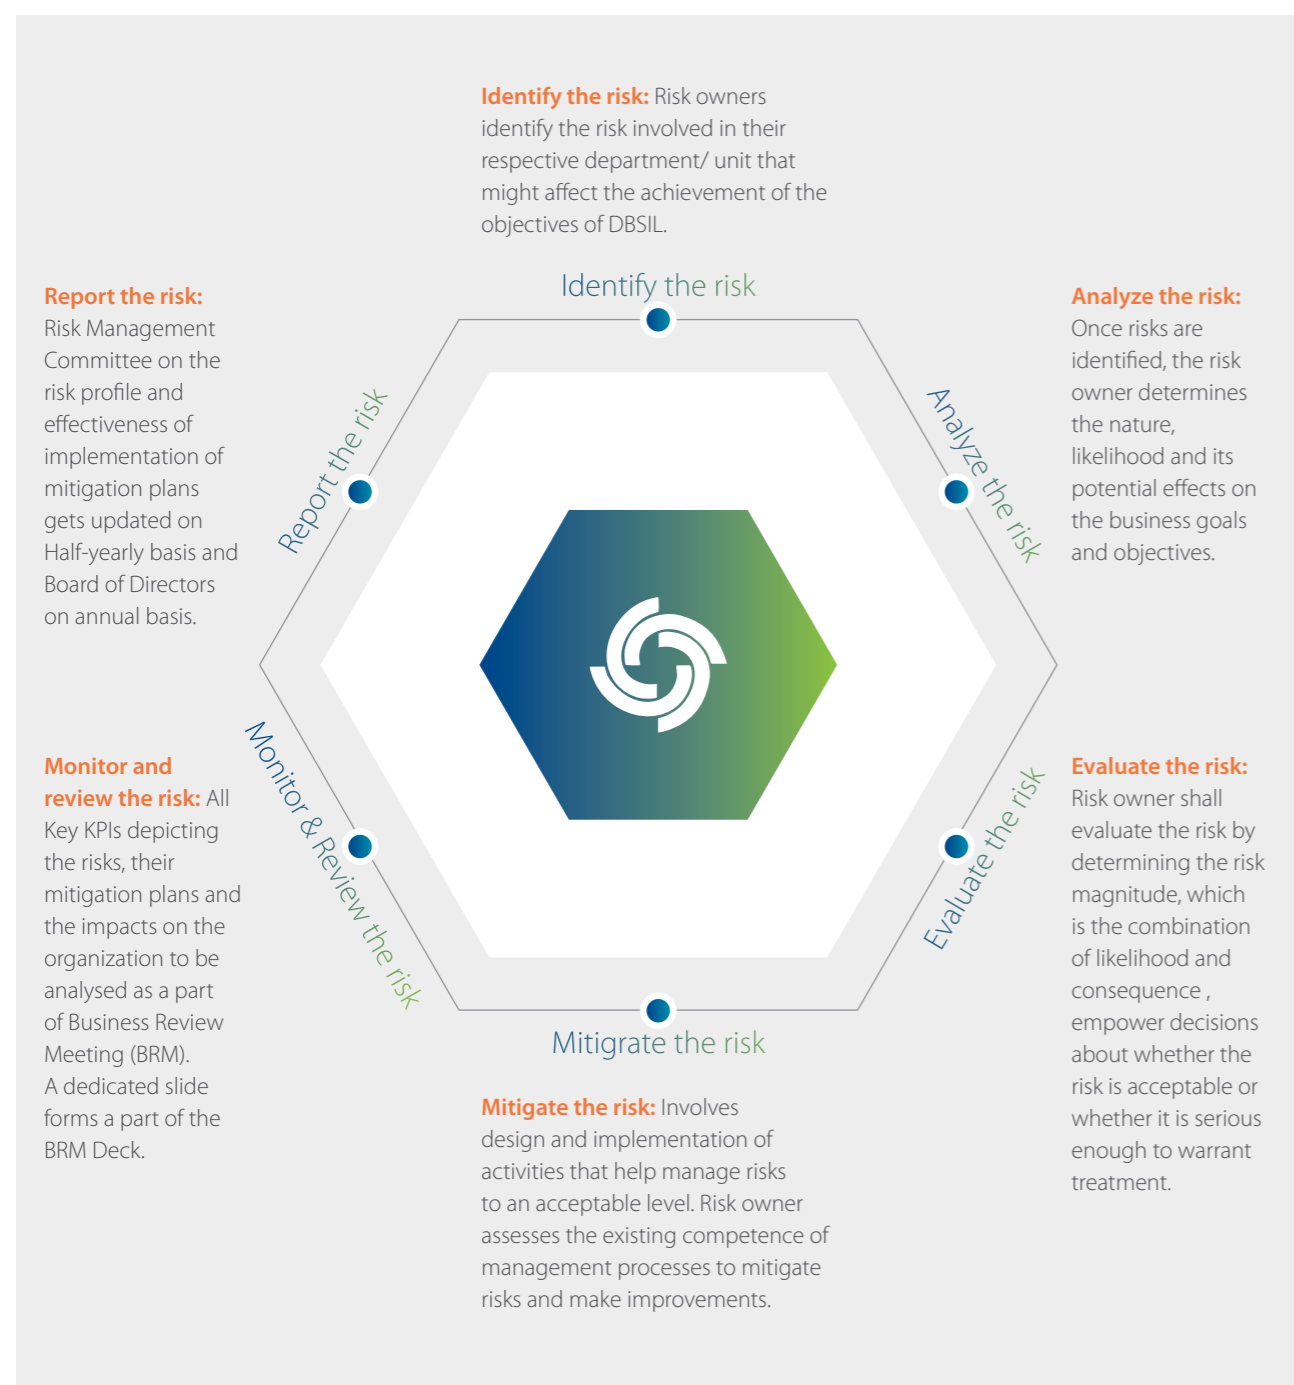 Identify the risk: Risk owners
identify the risk involved in their
respective department/ unit that
might affect the achievement of the
objectives of DBSIL.
Identify the risk
Analyze the risk:
Once risks are
identified, the risk
owner determines
the nature,
likelihood and its
potential effects on
the business goals
and objectives.
Analyze the risk
Evaluate the risk:
Risk owner shall
evaluate the risk by
determining the risk
magnitude, which
is the combination
of likelihood and
consequence ,
empower decisions
about whether the
risk is acceptable or
whether it is serious
enough to warrant
treatment.
Evaluate the risk
Mitigrate the risk
Mitigate the risk: Involves
design and implementation of
activities that help manage risks
to an acceptable level. Risk owner
assesses the existing competence of
management processes to mitigate
risks and make improvements.
Monitor and
review the risk: All
Key KPIs depicting
the risks, their
mitigation plans and
the impacts on the
organization to be
analysed as a part
of Business Review
Meeting (BRM).
A dedicated slide
forms a part of the
BRM Deck.
Monitor & Review the risk
Report the risk:
Risk Management
Committee on the
risk profile and
effectiveness of
implementation of
mitigation plans
gets updated on
Half-yearly basis and
Board of Directors
on annual basis.
Report the risk